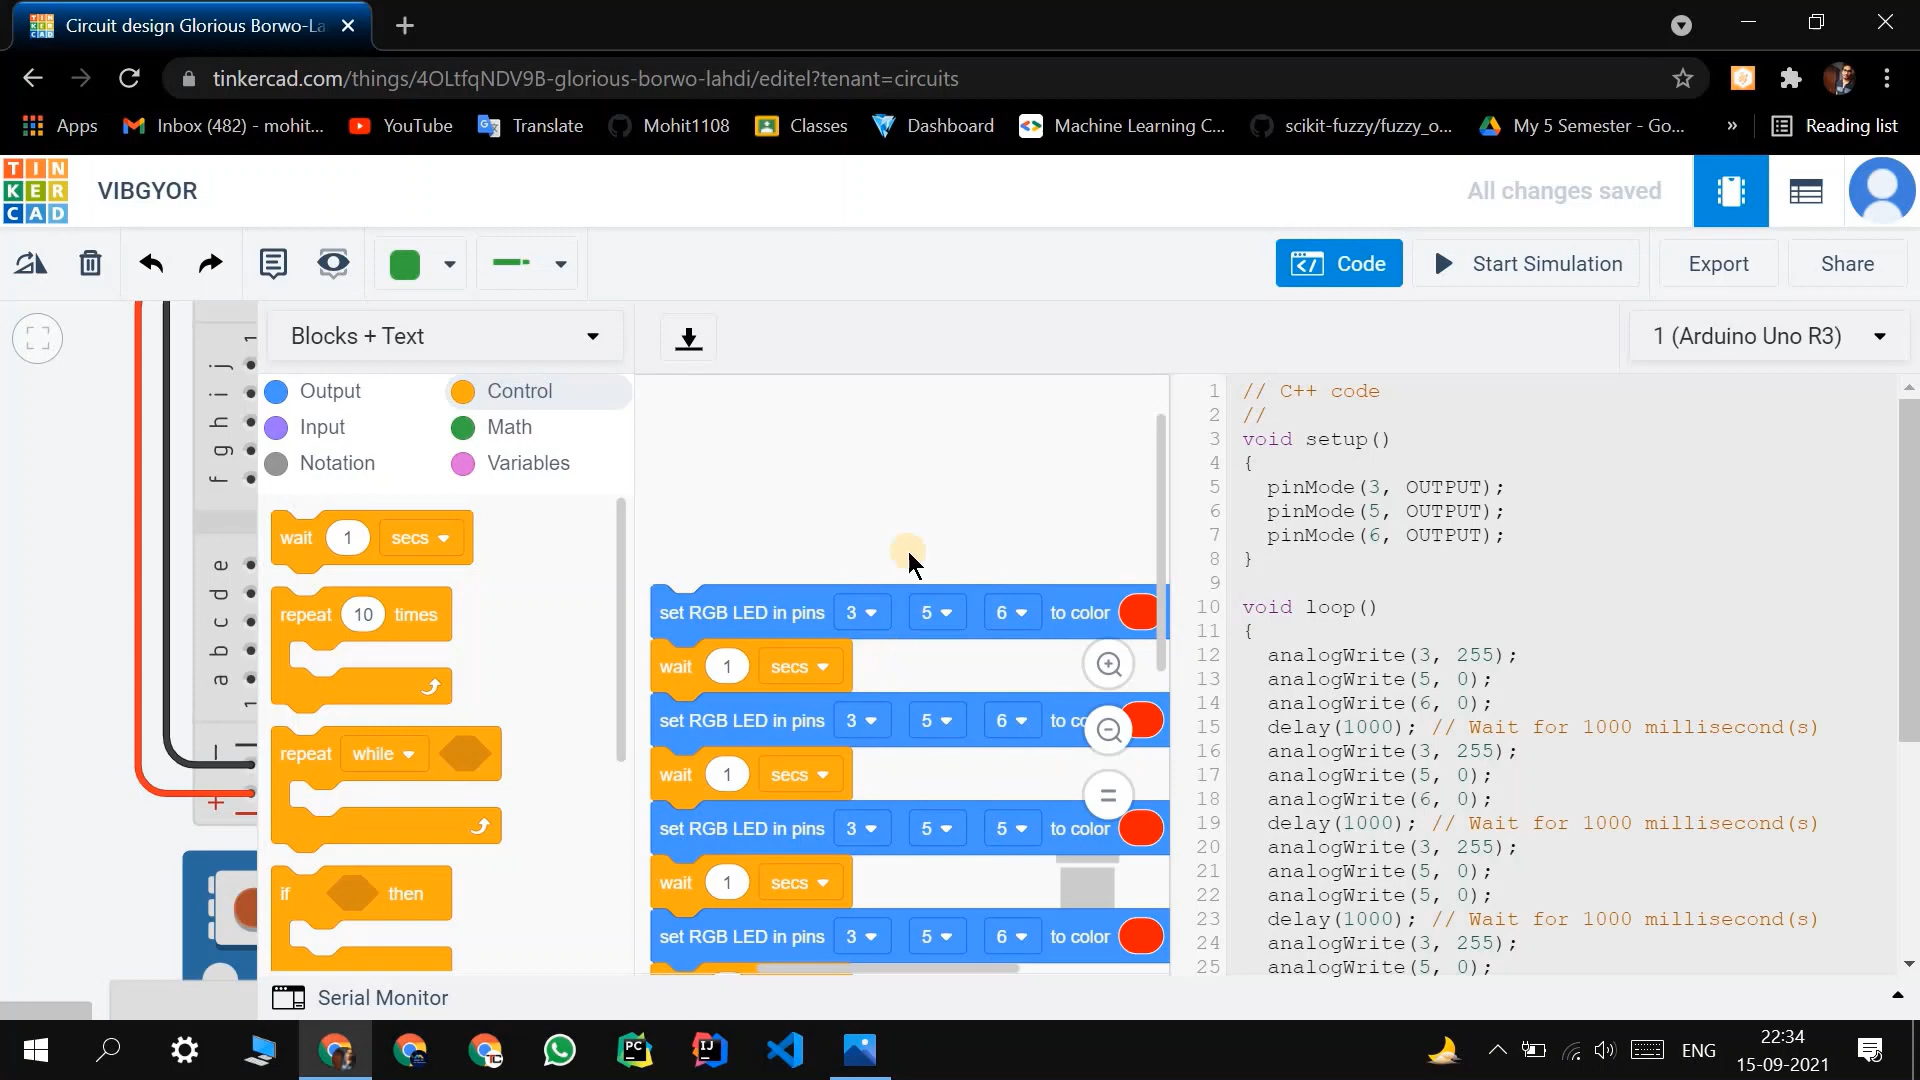 Circuit design Glorious Borwo-La
tinkercad.com/things/4OLtfqNDV9B-glorious-borwo-lahdi/editel?tenant=circuits
Apps
Inbox (482) - mohit...
YouTube
Translate
Mohit1108
Classes
Dashboard
Machine Learning C...
scikit-fuzzy/fuzzy_o...
My 5 Semester - Go...
»
Reading list
TIN
KER
CAD
VIBGYOR
All changes saved
Code
Start Simulation
Export
Share
Blocks + Text
1 (Arduino Uno R3)
Output
Control
Input
Math
Notation
Variables
wait 1 secs
repeat 10 times
repeat while
if then
set RGB LED in pins 3 5 6 to color
wait 1 secs
set RGB LED in pins 3 5 6 to co
wait 1 secs
set RGB LED in pins 3 5 5 to color
wait 1 secs
set RGB LED in pins 3 5 6 to color
1 // C++ code
2 //
3 void setup()
4 {
5 pinMode(3, OUTPUT);
6 pinMode(5, OUTPUT);
7 pinMode(6, OUTPUT);
8 }
9
10 void loop()
11 {
12 analogWrite(3, 255);
13 analogWrite(5, 0);
14 analogWrite(6, 0);
15 delay(1000); // Wait for 1000 millisecond(s)
16 analogWrite(3, 255);
17 analogWrite(5, 0);
18 analogWrite(6, 0);
19 delay(1000); // Wait for 1000 millisecond(s)
20 analogWrite(3, 255);
21 analogWrite(5, 0);
22 analogWrite(5, 0);
23 delay(1000); // Wait for 1000 millisecond(s)
24 analogWrite(3, 255);
25 analogWrite(5, 0);
1
j
i
h
g
f
e
d
c
b
a
1
Serial Monitor
ENG
22:34
15-09-2021